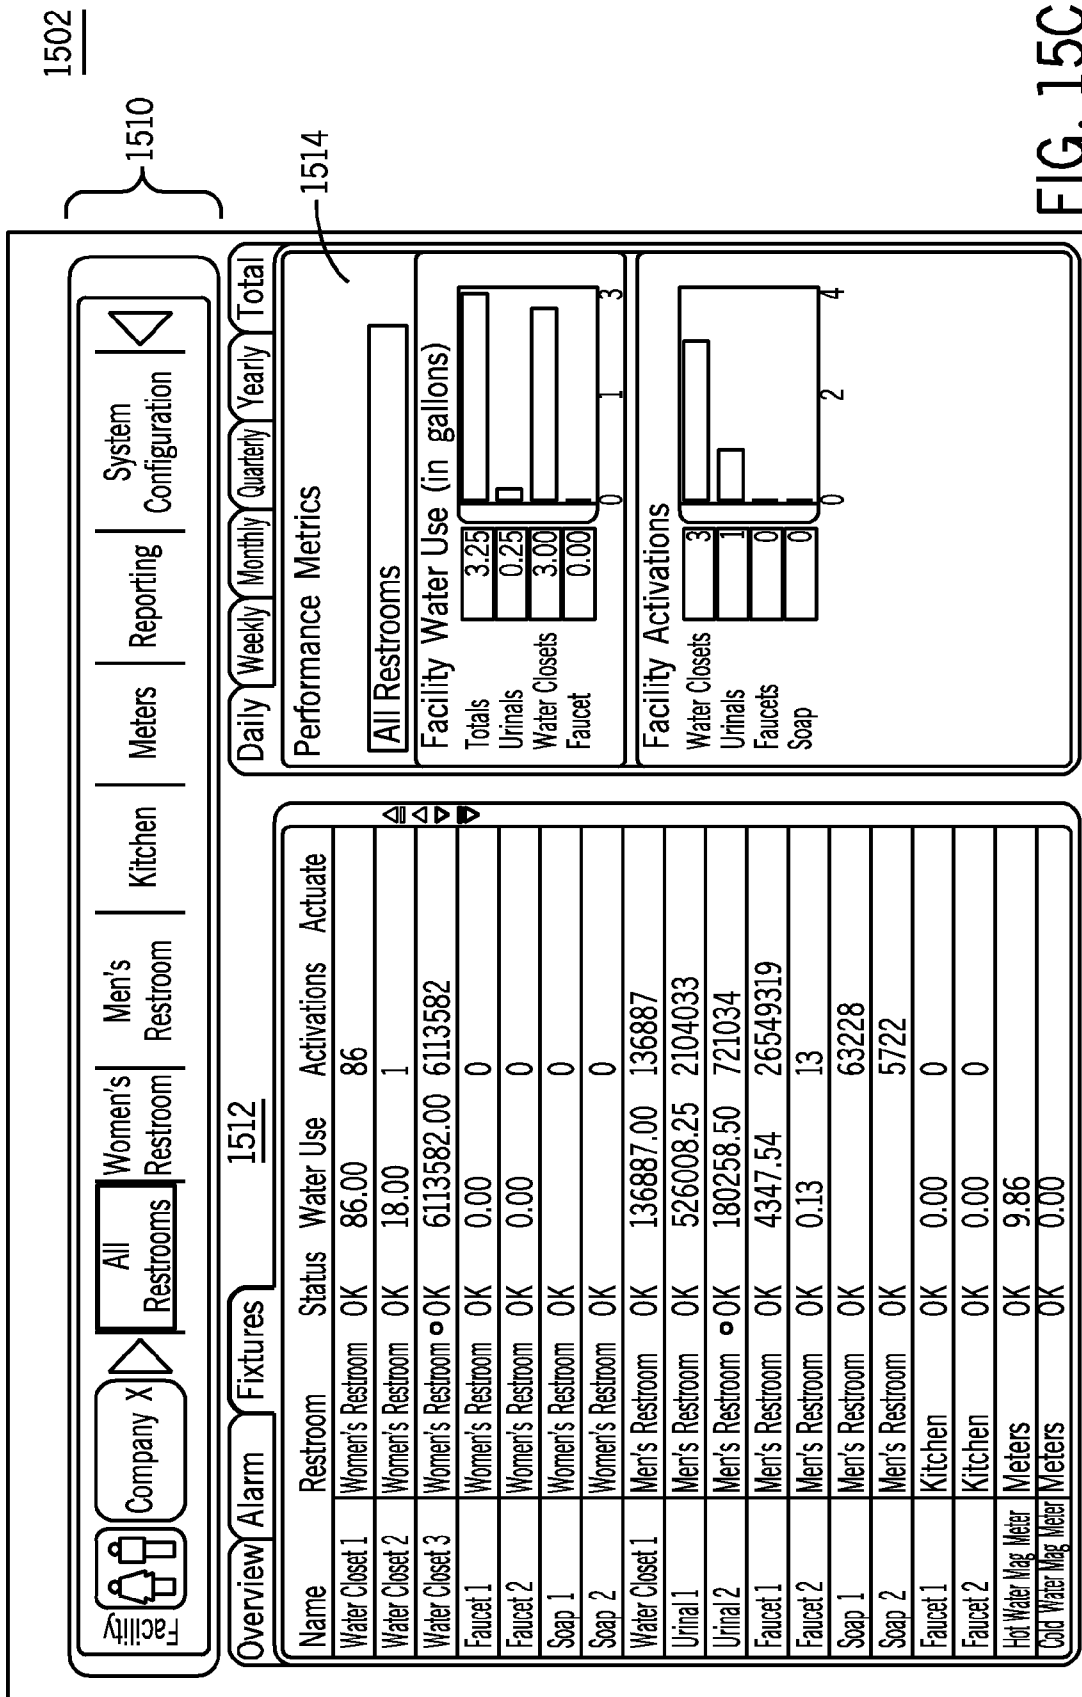 1502
1510
Facility
Company X
All Restrooms
Women's Restroom
Men's Restroom
Kitchen
Meters
Reporting
System Configuration
Overview Alarm Fixtures
1512
Name Restroom Status Water Use Activations Actuate
Water Closet 1 Women's Restroom OK 86.00 86
Water Closet 2 Women's Restroom OK 18.00 1
Water Closet 3 Women's Restroom OK 6113582.00 6113582
Faucet 1 Women's Restroom OK 0.00 0
Faucet 2 Women's Restroom OK 0.00 0
Soap 1 Women's Restroom OK 0
Soap 2 Women's Restroom OK 0
Water Closet 1 Men's Restroom OK 136887.00 136887
Urinal 1 Men's Restroom OK 526008.25 2104033
Urinal 2 Men's Restroom OK 180258.50 721034
Faucet 1 Men's Restroom OK 4347.54 26549319
Faucet 2 Men's Restroom OK 0.13 13
Soap 1 Men's Restroom OK 63228
Soap 2 Men's Restroom OK 5722
Faucet 1 Kitchen OK 0.00 0
Faucet 2 Kitchen OK 0.00 0
Hot Water Mag Meter Meters OK 9.86
Cold Water Mag Meter Meters OK 0.00
Daily Weekly Monthly Quarterly Yearly Total
Performance Metrics
1514
All Restrooms
Facility Water Use (in gallons)
Totals 3.25
Urinals 0.25
Water Closets 3.00
Faucet 0.00
0 1 3
Facility Activations
Water Closets 3
Urinals 1
Faucets 0
Soap 0
0 2 4
FIG. 15C